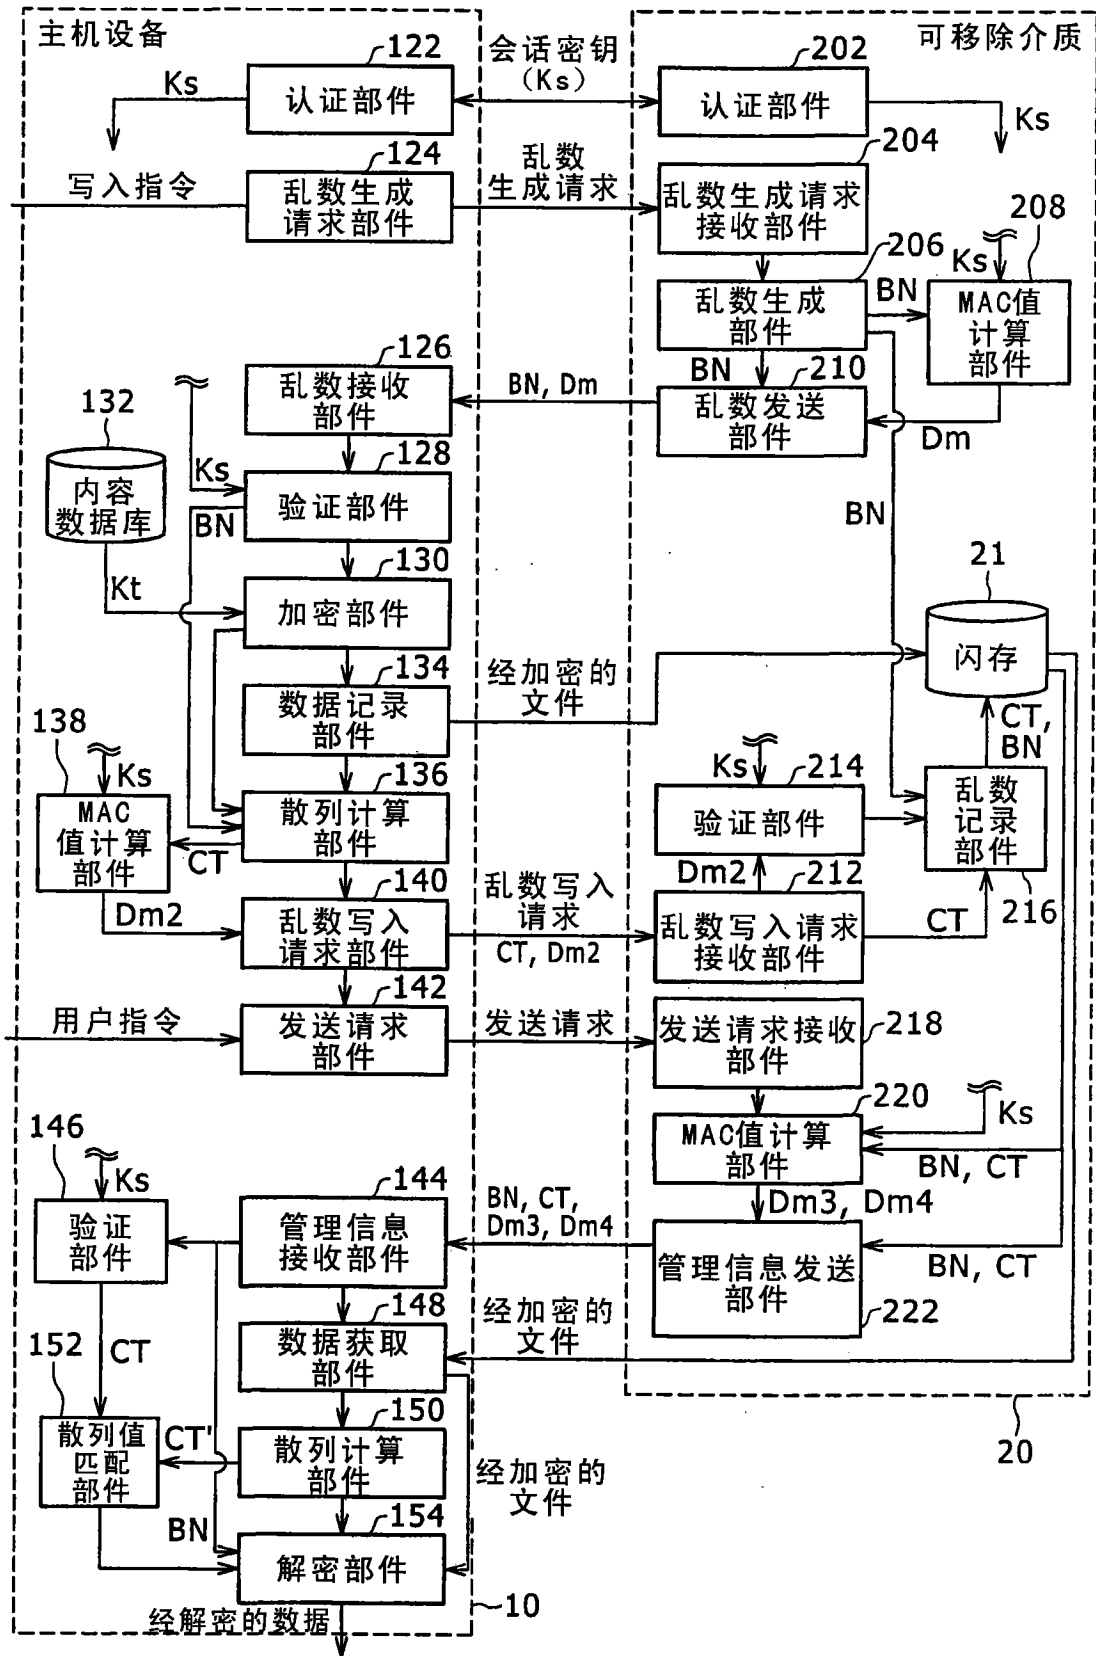 主机设备
可移除介质
122
会话密钥
(Ks)
202
Ks
认证部件
认证部件
Ks
124
乱数
生成请求
204
写入指令
乱数生成
请求部件
乱数生成请求
接收部件
208
206
Ks
BN
乱数生成
部件
MAC值
计算
部件
126
BN
210
乱数接收
部件
BN, Dm
乱数发送
部件
Dm
132
128
Ks
内容
数据库
验证部件
BN
BN
130
21
Kt
加密部件
闪存
134
经加密的
文件
数据记录
部件
CT,
BN
138
136
Ks
Ks
214
MAC
值计算
部件
散列计算
部件
验证部件
乱数
记录
部件
CT
Dm2
212
140
乱数写入
请求
216
Dm2
乱数写入
请求部件
CT, Dm2
乱数写入请求
接收部件
CT
142
用户指令
发送请求
部件
发送请求
发送请求接收
部件
218
220
Ks
146
MAC值计算
部件
BN, CT
Ks
144
BN, CT,
Dm3, Dm4
Dm3, Dm4
验证
部件
管理信息
接收部件
管理信息发送
部件
BN, CT
222
148
经加密的
文件
CT
数据获取
部件
152
150
散列值
匹配
部件
CT'
散列计算
部件
经加密的
文件
20
BN
154
解密部件
10
经解密的数据